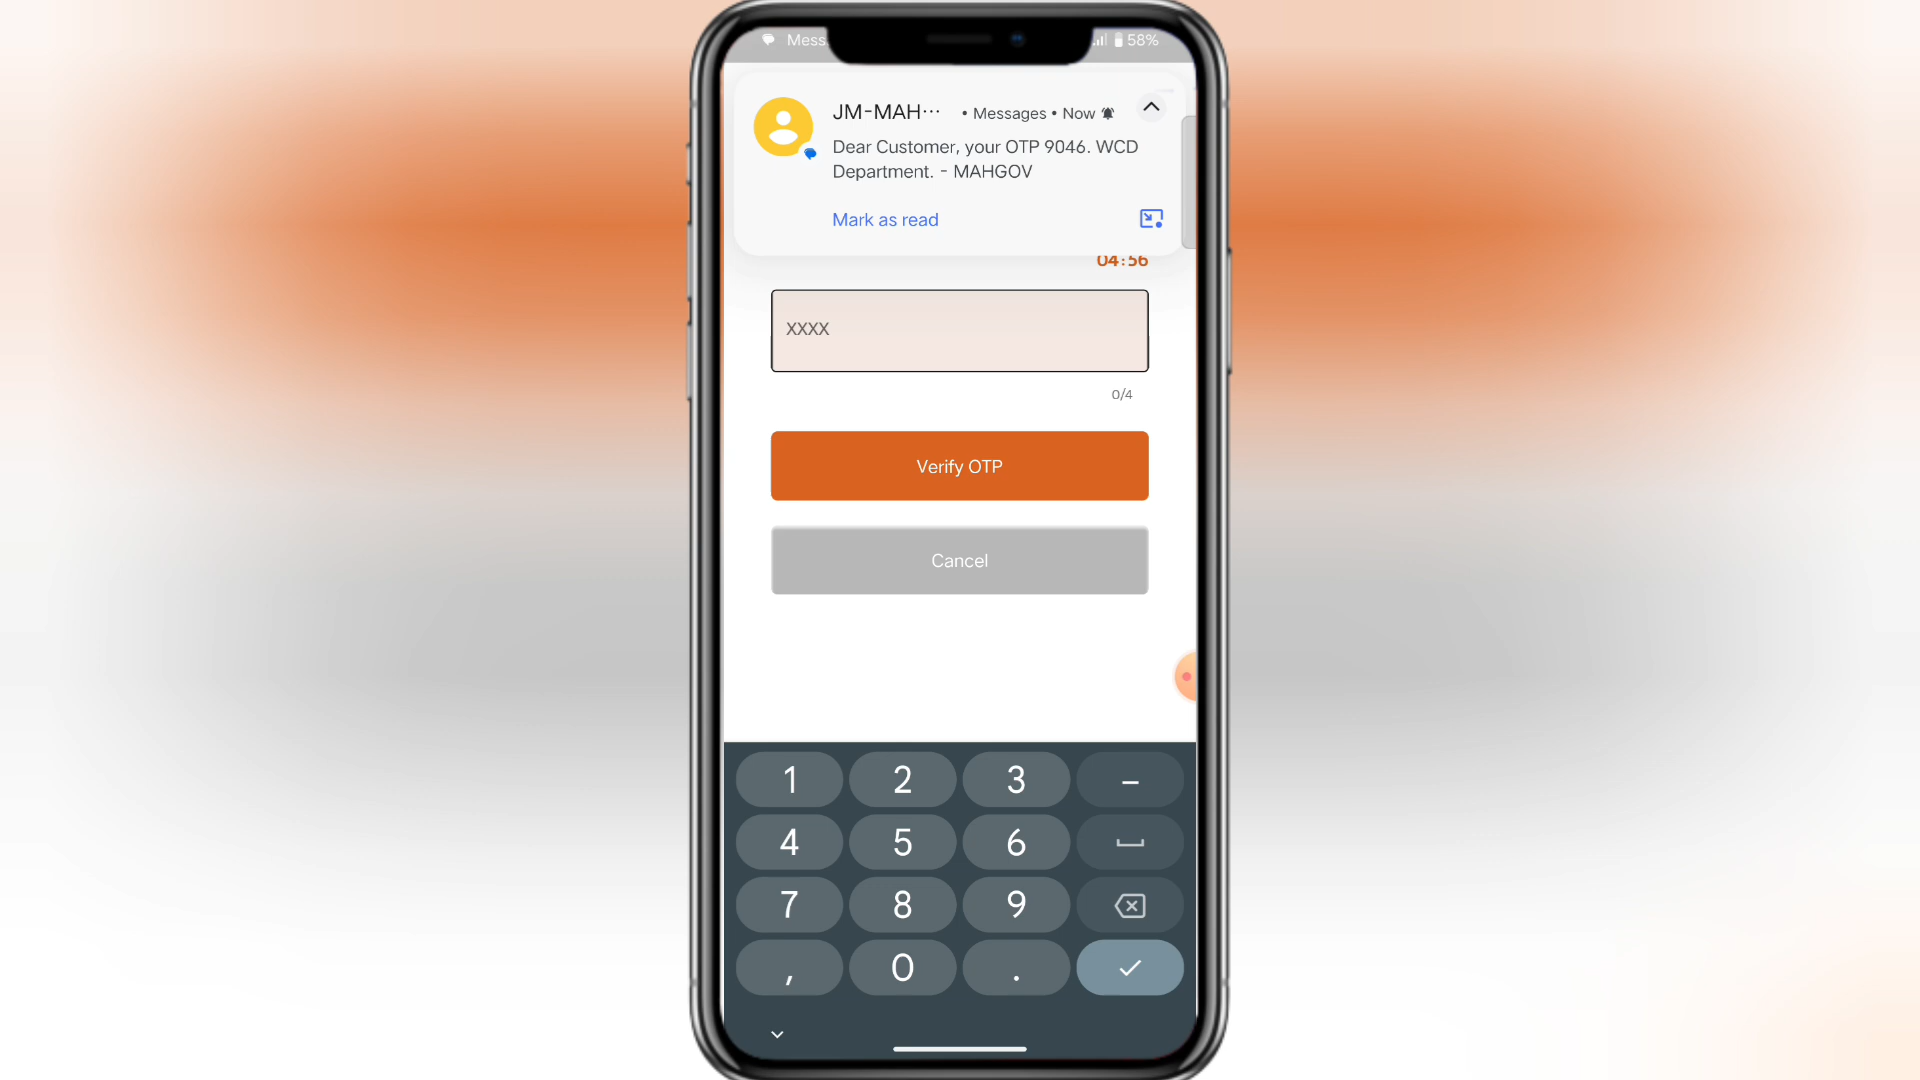 Mess
58%
JM-MAH··· • Messages • Now
Dear Customer, your OTP 9046. WCD
Department. - MAHGOV
Mark as read
04:56
XXXX
0/4
Verify OTP
Cancel
1 2 3 –
4 5 6
7 8 9
, 0 .